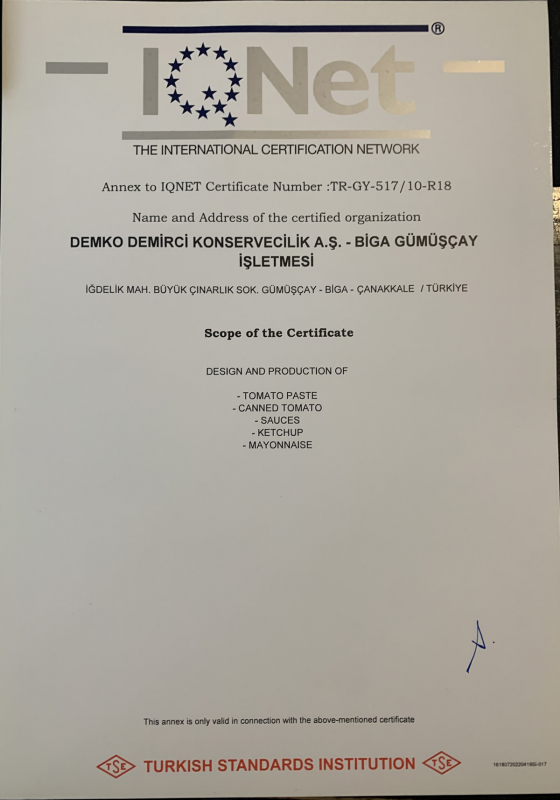 IQNet ®
THE INTERNATIONAL CERTIFICATION NETWORK
Annex to IQNET Certificate Number :TR-GY-517/10-R18
Name and Address of the certified organization
DEMKO DEMİRCİ KONSERVECİLİK A.Ş. - BİGA GÜMÜŞÇAY
İŞLETMESİ
İĞDELİK MAH. BÜYÜK ÇINARLIK SOK. GÜMÜŞÇAY - BİGA - ÇANAKKALE / TÜRKİYE
Scope of the Certificate
DESIGN AND PRODUCTION OF
- TOMATO PASTE
- CANNED TOMATO
- SAUCES
- KETCHUP
- MAYONNAISE
This annex is only valid in connection with the above-mentioned certificate
TSE TURKISH STANDARDS INSTITUTION TSE